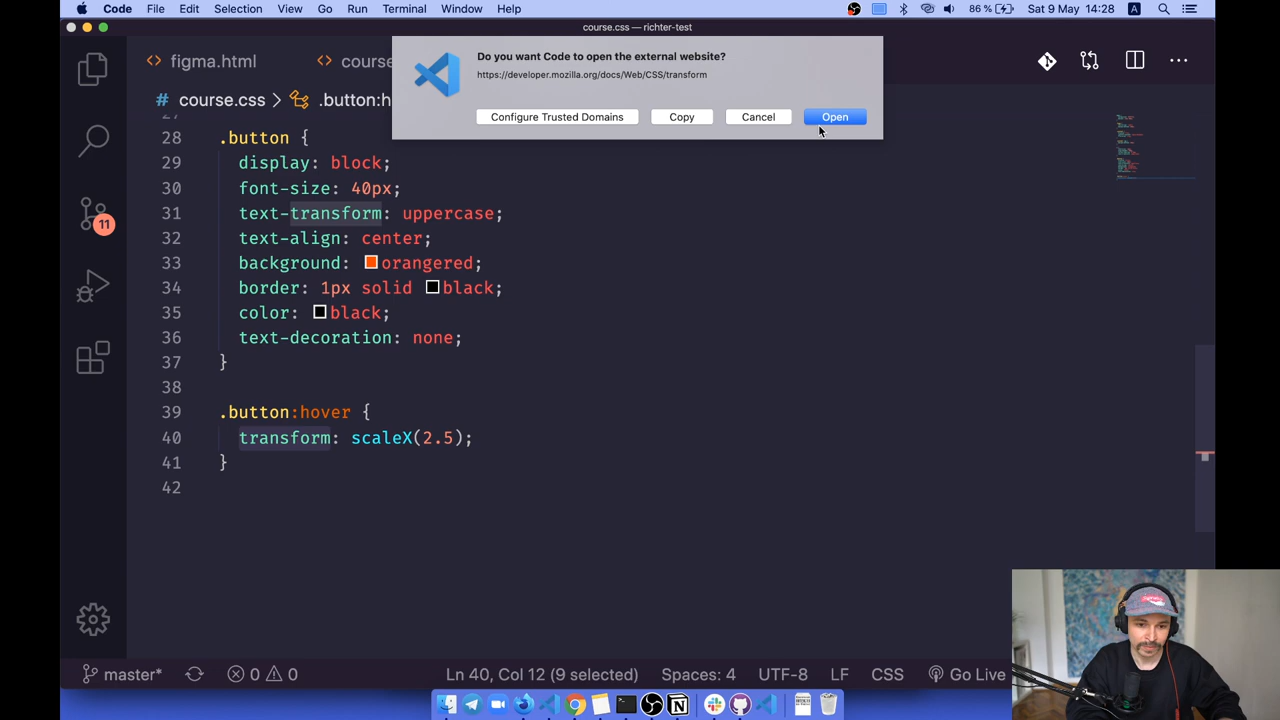 Code File Edit Selection View Go Run Terminal Window Help 86 % Sat 9 May 14:28 A
course.css — richter-test
figma.html
course
Do you want Code to open the external website?
https://developer.mozilla.org/docs/Web/CSS/transform
Configure Trusted Domains Copy Cancel Open
# course.css > .button:h
27
28 .button {
29 display: block;
30 font-size: 40px;
31 text-transform: uppercase;
32 text-align: center;
33 background: orangered;
34 border: 1px solid black;
35 color: black;
36 text-decoration: none;
37 }
38
39 .button:hover {
40 transform: scaleX(2.5);
41 }
42
11
master* 0 0 Ln 40, Col 12 (9 selected) Spaces: 4 UTF-8 LF CSS Go Live